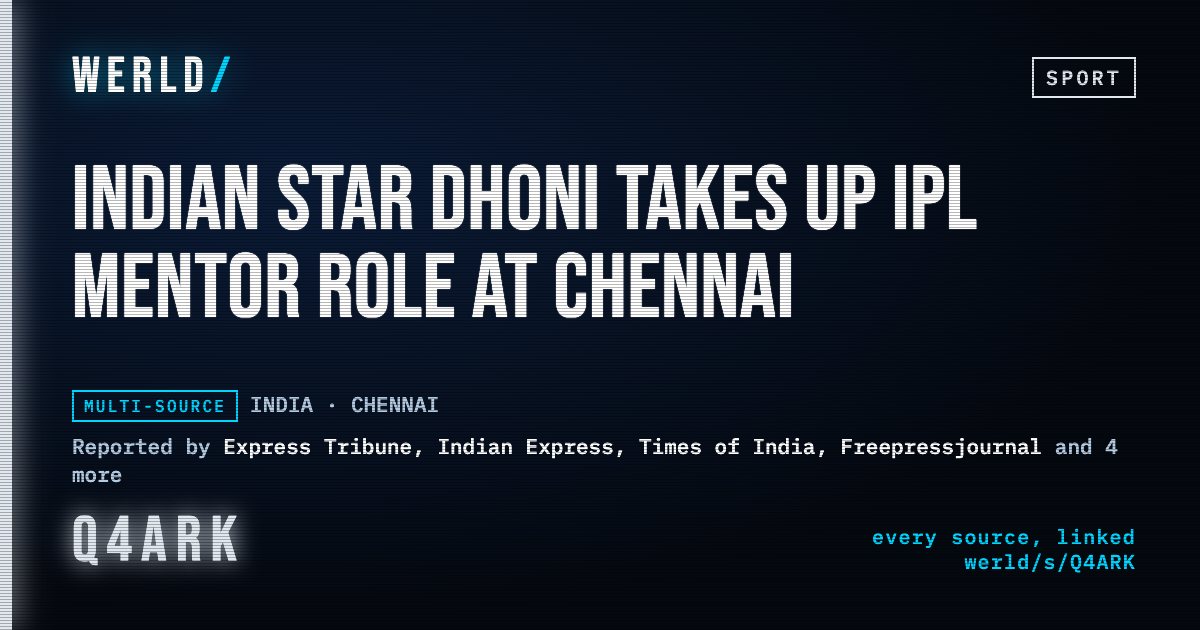 WERLD/
SPORT
INDIAN STAR DHONI TAKES UP IPL
MENTOR ROLE AT CHENNAI
MULTI-SOURCE INDIA · CHENNAI
Reported by Express Tribune, Indian Express, Times of India, Freepressjournal and 4
more
Q4ARK
every source, linked
werld/s/Q4ARK